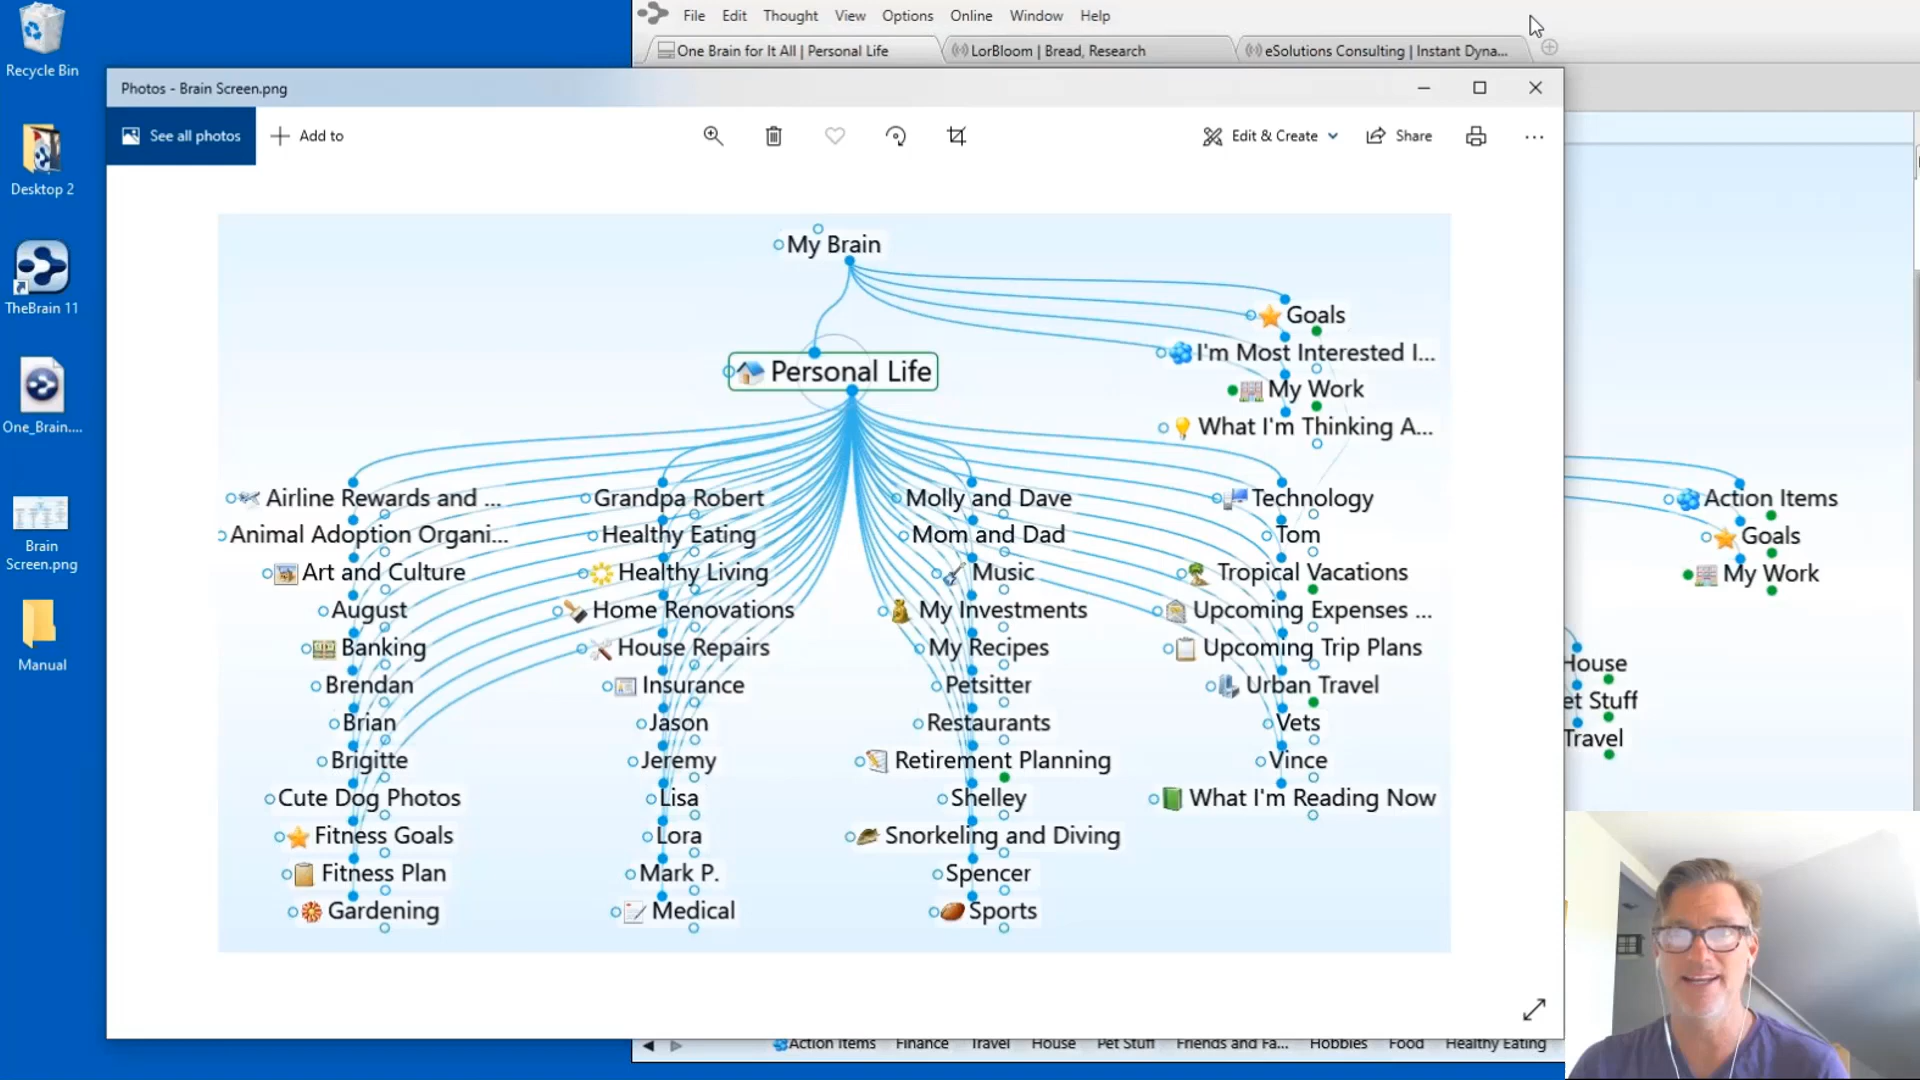 File Edit Thought View Options Online Window Help
One Brain for It All | Personal Life
LorBloom | Bread, Research
eSolutions Consulting | Instant Dyna...
Recycle Bin
Desktop 2
TheBrain 11
One_Brain....
Brain
Screen.png
Manual
Photos - Brain Screen.png
See all photos
Add to
Edit & Create
Share
My Brain
Goals
I'm Most Interested I...
My Work
What I'm Thinking A...
Personal Life
Airline Rewards and ...
Animal Adoption Organi...
Art and Culture
August
Banking
Brendan
Brian
Brigitte
Cute Dog Photos
Fitness Goals
Fitness Plan
Gardening
Grandpa Robert
Healthy Eating
Healthy Living
Home Renovations
House Repairs
Insurance
Jason
Jeremy
Lisa
Lora
Mark P.
Medical
Molly and Dave
Mom and Dad
Music
My Investments
My Recipes
Petsitter
Restaurants
Retirement Planning
Shelley
Snorkeling and Diving
Spencer
Sports
Technology
Tom
Tropical Vacations
Upcoming Expenses ...
Upcoming Trip Plans
Urban Travel
Vets
Vince
What I'm Reading Now
Action Items
Goals
My Work
House
et Stuff
Travel
Action Items Finance Travel House Pet Stuff Friends and Fa... Hobbies Food Healthy Eating